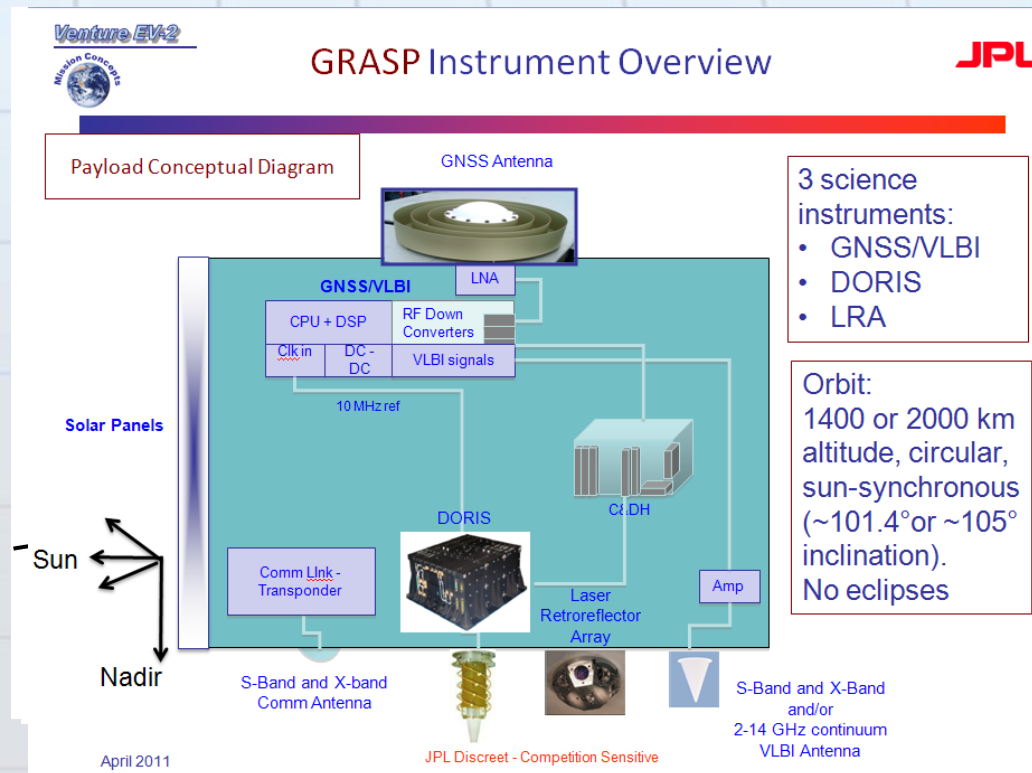 Venture EV-2
Mission Concepts
GRASP Instrument Overview
JPL
Payload Conceptual Diagram
GNSS Antenna
3 science
instruments:
• GNSS/VLBI
• DORIS
• LRA
LNA
GNSS/VLBI
CPU + DSP
RF Down
Converters
Clk in
DC -
DC
VLBI signals
10 MHz ref
Solar Panels
Orbit:
1400 or 2000 km
altitude, circular,
sun-synchronous
(~101.4°or ~105°
inclination).
No eclipses
C&DH
DORIS
Sun
Comm LInk -
Transponder
Laser
Retroreflector
Array
Amp
Nadir
S-Band and X-band
Comm Antenna
S-Band and X-Band
and/or
2-14 GHz continuum
VLBI Antenna
April 2011
JPL Discreet - Competition Sensitive